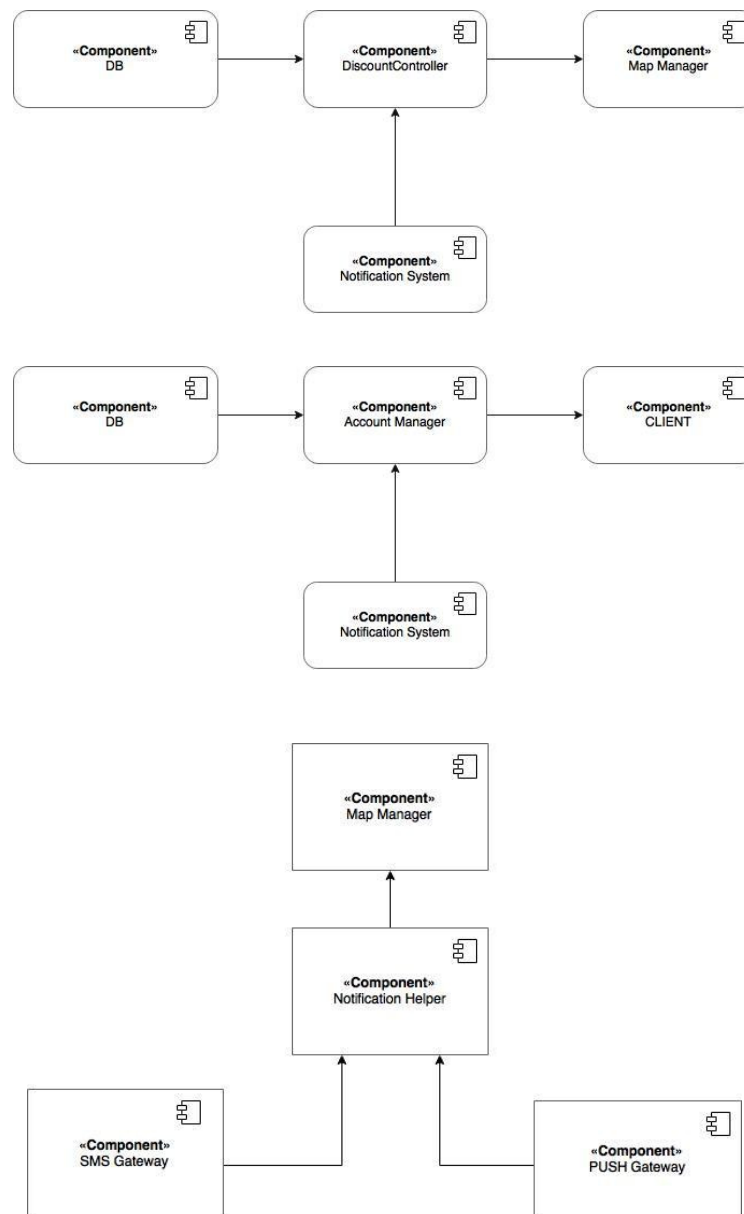 «Component»
DB
«Component»
DiscountController
«Component»
Map Manager
«Component»
Notification System
«Component»
DB
«Component»
Account Manager
«Component»
CLIENT
«Component»
Notification System
«Component»
Map Manager
«Component»
Notification Helper
«Component»
SMS Gateway
«Component»
PUSH Gateway